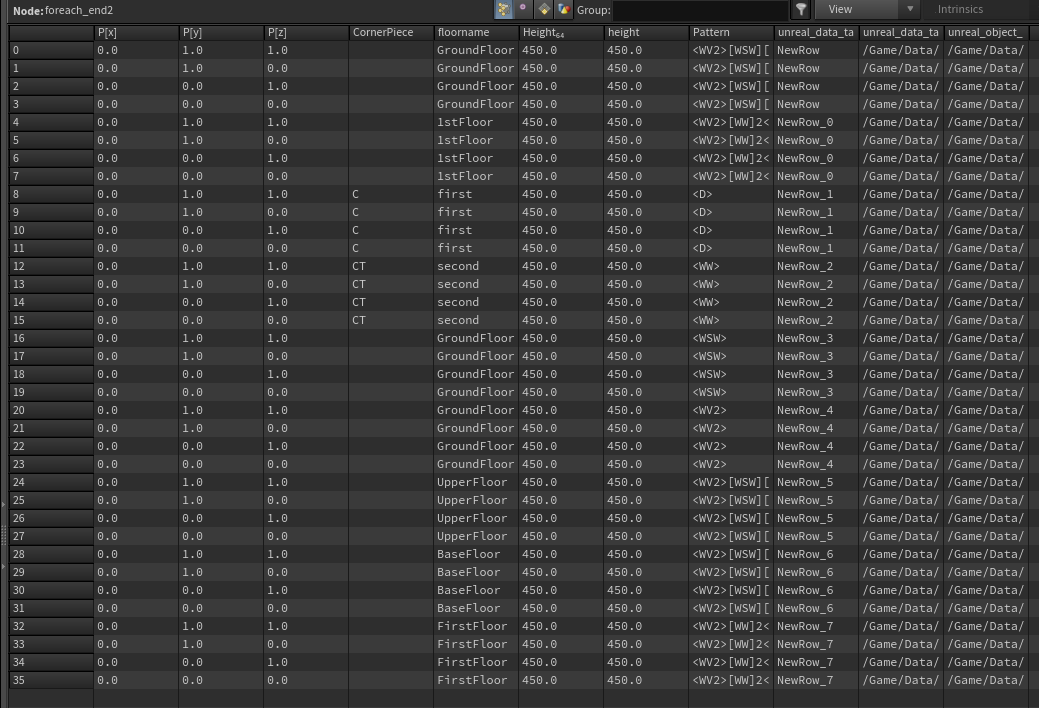 Node: foreach_end2 Group: View Intrinsics
P[x] P[y] P[z] CornerPiece floorname Height64 height Pattern unreal_data_ta unreal_data_ta unreal_object_
0 0.0 1.0 1.0 GroundFloor 450.0 450.0 <WV2>[WSW][ NewRow /Game/Data/ /Game/Data/
1 0.0 1.0 0.0 GroundFloor 450.0 450.0 <WV2>[WSW][ NewRow /Game/Data/ /Game/Data/
2 0.0 0.0 1.0 GroundFloor 450.0 450.0 <WV2>[WSW][ NewRow /Game/Data/ /Game/Data/
3 0.0 0.0 0.0 GroundFloor 450.0 450.0 <WV2>[WSW][ NewRow /Game/Data/ /Game/Data/
4 0.0 1.0 1.0 1stFloor 450.0 450.0 <WV2>[WW]2< NewRow_0 /Game/Data/ /Game/Data/
5 0.0 1.0 0.0 1stFloor 450.0 450.0 <WV2>[WW]2< NewRow_0 /Game/Data/ /Game/Data/
6 0.0 0.0 1.0 1stFloor 450.0 450.0 <WV2>[WW]2< NewRow_0 /Game/Data/ /Game/Data/
7 0.0 0.0 0.0 1stFloor 450.0 450.0 <WV2>[WW]2< NewRow_0 /Game/Data/ /Game/Data/
8 0.0 1.0 1.0 C first 450.0 450.0 <D> NewRow_1 /Game/Data/ /Game/Data/
9 0.0 1.0 0.0 C first 450.0 450.0 <D> NewRow_1 /Game/Data/ /Game/Data/
10 0.0 0.0 1.0 C first 450.0 450.0 <D> NewRow_1 /Game/Data/ /Game/Data/
11 0.0 0.0 0.0 C first 450.0 450.0 <D> NewRow_1 /Game/Data/ /Game/Data/
12 0.0 1.0 1.0 CT second 450.0 450.0 <WW> NewRow_2 /Game/Data/ /Game/Data/
13 0.0 1.0 0.0 CT second 450.0 450.0 <WW> NewRow_2 /Game/Data/ /Game/Data/
14 0.0 0.0 1.0 CT second 450.0 450.0 <WW> NewRow_2 /Game/Data/ /Game/Data/
15 0.0 0.0 0.0 CT second 450.0 450.0 <WW> NewRow_2 /Game/Data/ /Game/Data/
16 0.0 1.0 1.0 GroundFloor 450.0 450.0 <WSW> NewRow_3 /Game/Data/ /Game/Data/
17 0.0 1.0 0.0 GroundFloor 450.0 450.0 <WSW> NewRow_3 /Game/Data/ /Game/Data/
18 0.0 0.0 1.0 GroundFloor 450.0 450.0 <WSW> NewRow_3 /Game/Data/ /Game/Data/
19 0.0 0.0 0.0 GroundFloor 450.0 450.0 <WSW> NewRow_3 /Game/Data/ /Game/Data/
20 0.0 1.0 1.0 GroundFloor 450.0 450.0 <WV2> NewRow_4 /Game/Data/ /Game/Data/
21 0.0 1.0 0.0 GroundFloor 450.0 450.0 <WV2> NewRow_4 /Game/Data/ /Game/Data/
22 0.0 0.0 1.0 GroundFloor 450.0 450.0 <WV2> NewRow_4 /Game/Data/ /Game/Data/
23 0.0 0.0 0.0 GroundFloor 450.0 450.0 <WV2> NewRow_4 /Game/Data/ /Game/Data/
24 0.0 1.0 1.0 UpperFloor 450.0 450.0 <WV2>[WSW][ NewRow_5 /Game/Data/ /Game/Data/
25 0.0 1.0 0.0 UpperFloor 450.0 450.0 <WV2>[WSW][ NewRow_5 /Game/Data/ /Game/Data/
26 0.0 0.0 1.0 UpperFloor 450.0 450.0 <WV2>[WSW][ NewRow_5 /Game/Data/ /Game/Data/
27 0.0 0.0 0.0 UpperFloor 450.0 450.0 <WV2>[WSW][ NewRow_5 /Game/Data/ /Game/Data/
28 0.0 1.0 1.0 BaseFloor 450.0 450.0 <WV2>[WSW][ NewRow_6 /Game/Data/ /Game/Data/
29 0.0 1.0 0.0 BaseFloor 450.0 450.0 <WV2>[WSW][ NewRow_6 /Game/Data/ /Game/Data/
30 0.0 0.0 1.0 BaseFloor 450.0 450.0 <WV2>[WSW][ NewRow_6 /Game/Data/ /Game/Data/
31 0.0 0.0 0.0 BaseFloor 450.0 450.0 <WV2>[WSW][ NewRow_6 /Game/Data/ /Game/Data/
32 0.0 1.0 1.0 FirstFloor 450.0 450.0 <WV2>[WW]2< NewRow_7 /Game/Data/ /Game/Data/
33 0.0 1.0 0.0 FirstFloor 450.0 450.0 <WV2>[WW]2< NewRow_7 /Game/Data/ /Game/Data/
34 0.0 0.0 1.0 FirstFloor 450.0 450.0 <WV2>[WW]2< NewRow_7 /Game/Data/ /Game/Data/
35 0.0 0.0 0.0 FirstFloor 450.0 450.0 <WV2>[WW]2< NewRow_7 /Game/Data/ /Game/Data/